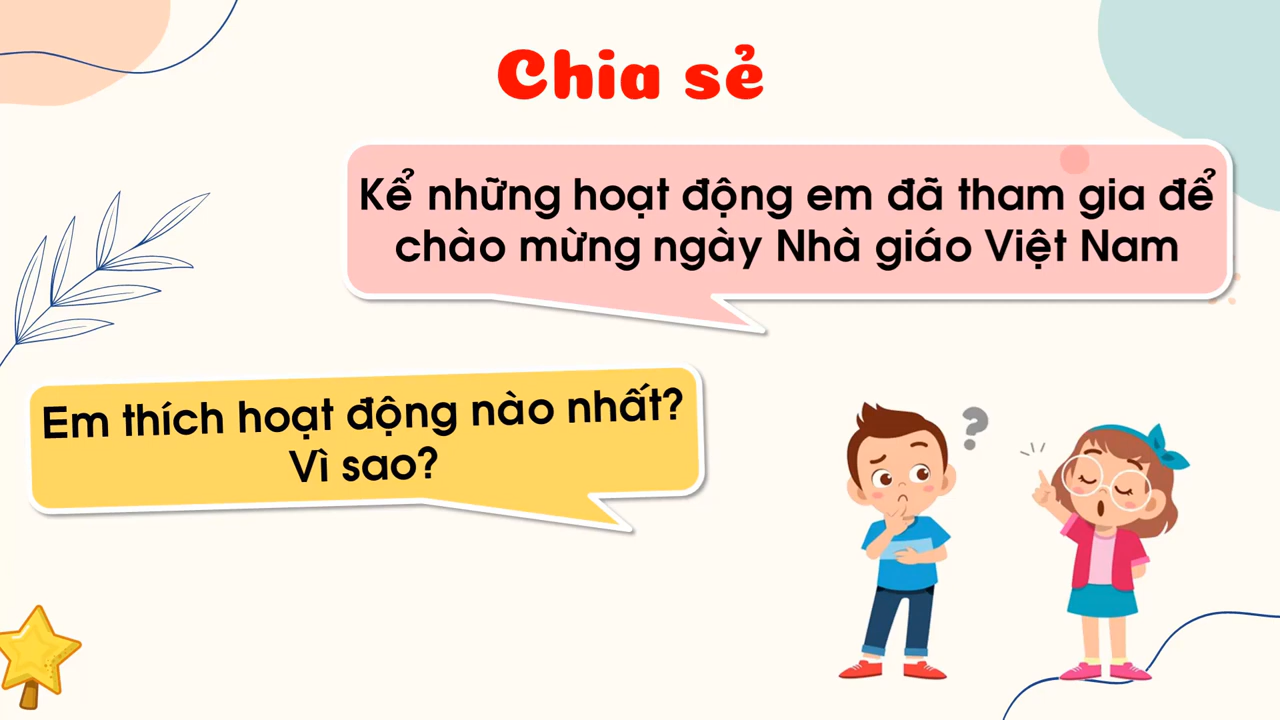 Chia sẻ
Kể những hoạt động em đã tham gia để
chào mừng ngày Nhà giáo Việt Nam
Em thích hoạt động nào nhất?
Vì sao?
?